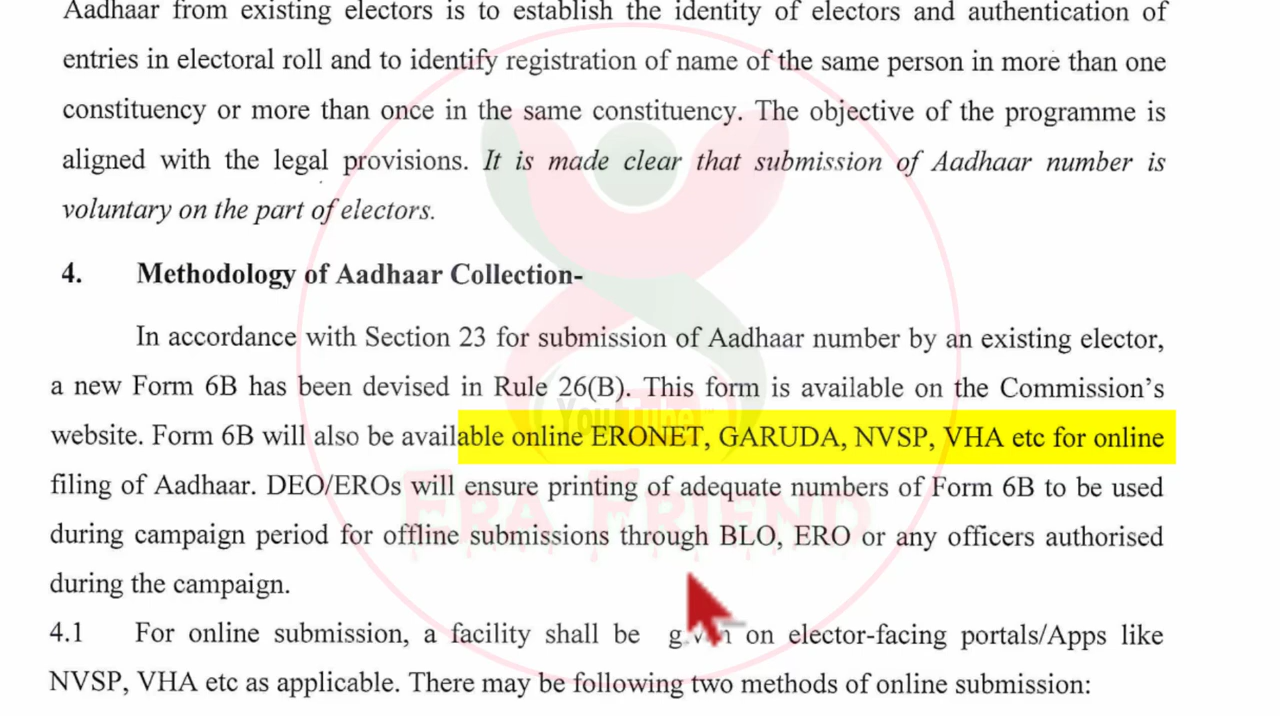 Aadhaar from existing electors is to establish the identity of electors and authentication of
entries in electoral roll and to identify registration of name of the same person in more than one
constituency or more than once in the same constituency. The objective of the programme is
aligned with the legal provisions. It is made clear that submission of Aadhaar number is
voluntary on the part of electors.
4. Methodology of Aadhaar Collection-
In accordance with Section 23 for submission of Aadhaar number by an existing elector,
a new Form 6B has been devised in Rule 26(B). This form is available on the Commission's
YouTube
website. Form 6B will also be available online ERONET, GARUDA, NVSP, VHA etc for online
filing of Aadhaar. DEO/EROs will ensure printing of adequate numbers of Form 6B to be used
ERA FRIEND
during campaign period for offline submissions through BLO, ERO or any officers authorised
during the campaign.
4.1 For online submission, a facility shall be on elector-facing portals/Apps like
NVSP, VHA etc as applicable. There may be following two methods of online submission: